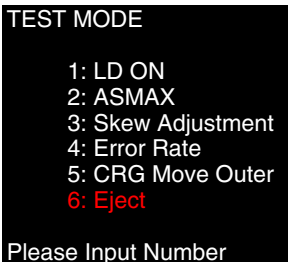 TEST MODE
1: LD ON
2: ASMAX
3: Skew Adjustment
4: Error Rate
5: CRG Move Outer
6: Eject
Please Input Number